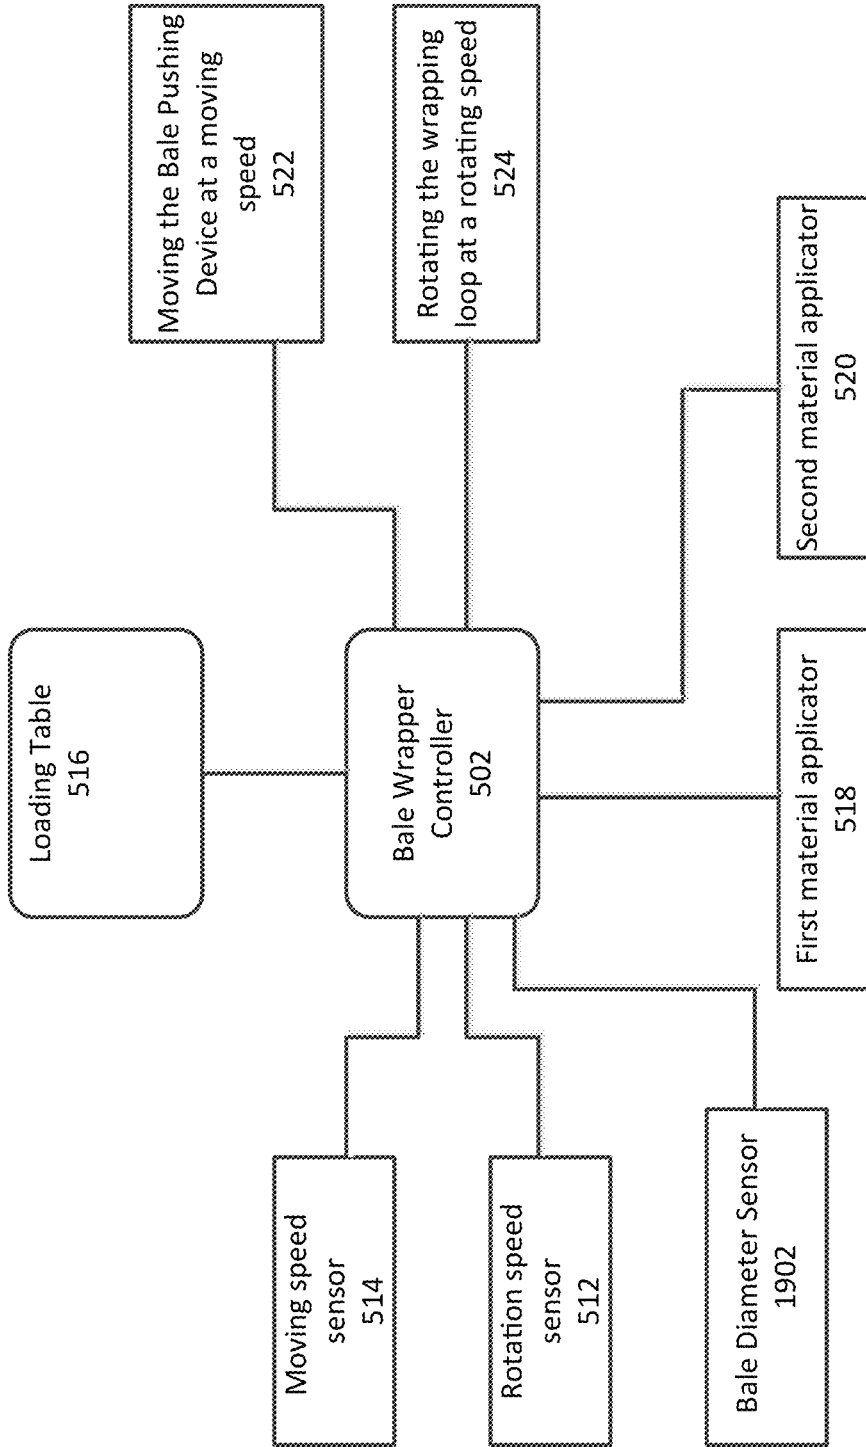 Loading Table
516
Moving speed
sensor
514
Rotation speed
sensor
512
Bale Diameter Sensor
1902
Bale Wrapper
Controller
502
Moving the Bale Pushing
Device at a moving
speed
522
Rotating the wrapping
loop at a rotating speed
524
First material applicator
518
Second material applicator
520